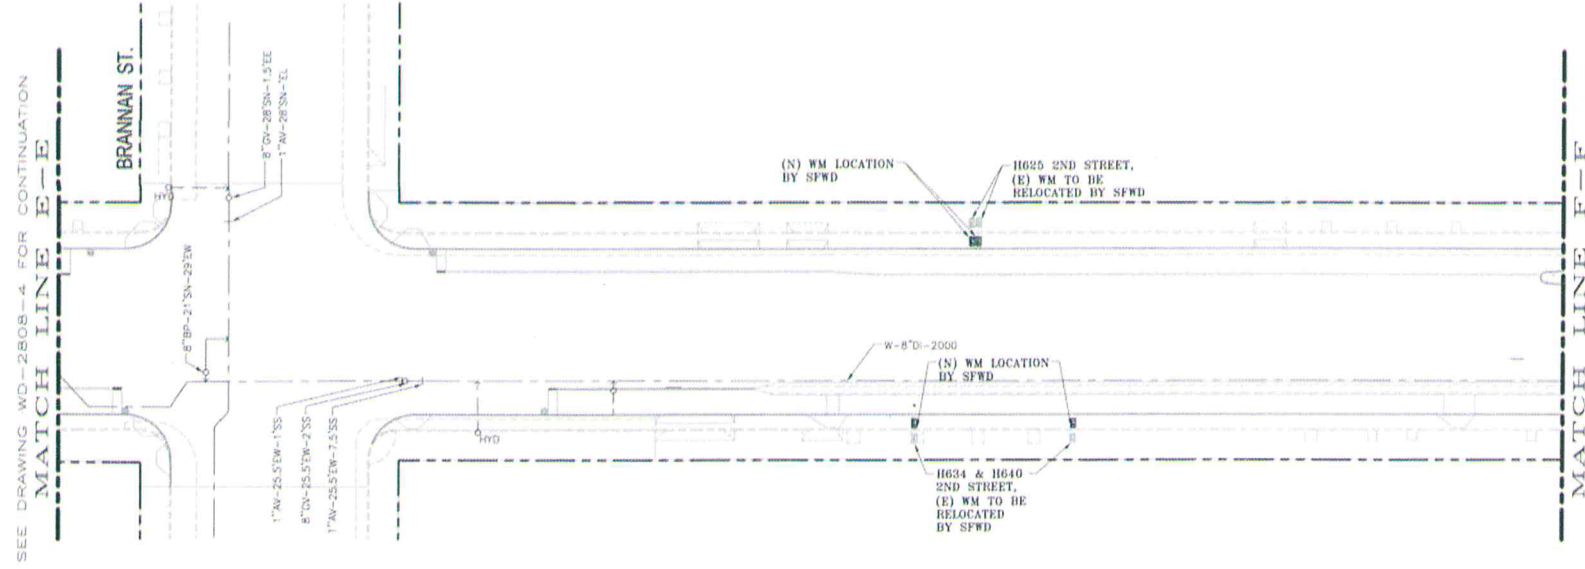 SEE DRAWING WD-2808-4 FOR CONTINUATION
MATCH LINE E-E
BRANNAN ST.
8"GV-28'SN-1.5'EE
1"AV-28'SN-'EL
8"BP-21'SN-29'EW
1"AV-25.5'EW-1'SS
8"GV-25.5'EW-2'SS
1"AV-25.5'EW-7.5'SS
HYD
(N) WM LOCATION
BY SFWD
H625 2ND STREET,
(E) WM TO BE
RELOCATED BY SFWD
W-8"DI-2000
(N) WM LOCATION
BY SFWD
H634 & H640
2ND STREET,
(E) WM TO BE
RELOCATED
BY SFWD
MATCH LINE F-F